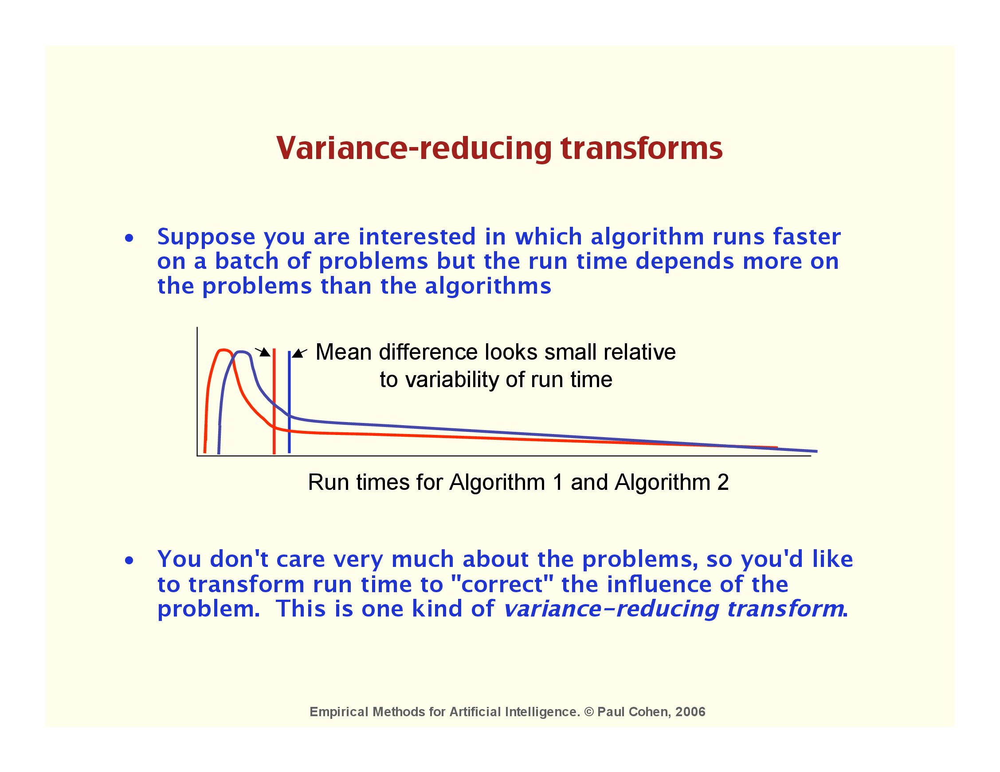 Variance-reducing transforms
• Suppose you are interested in which algorithm runs faster
on a batch of problems but the run time depends more on
the problems than the algorithms
Mean difference looks small relative
to variability of run time
Run times for Algorithm 1 and Algorithm 2
• You don't care very much about the problems, so you'd like
to transform run time to "correct" the influence of the
problem.  This is one kind of variance-reducing transform.
Empirical Methods for Artificial Intelligence. © Paul Cohen, 2006